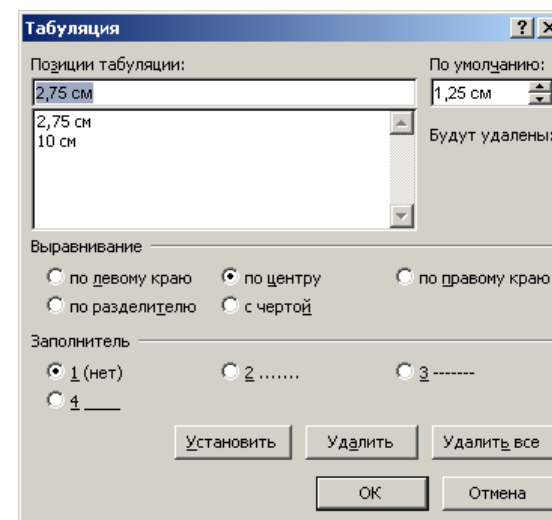 Табуляция
Позиции табуляции:
По умолчанию:
2,75 см
1,25 см
2,75 см
10 см
Будут удалены:
Выравнивание
по левому краю по центру по правому краю
по разделителю с чертой
Заполнитель
1 (нет) 2 ....... 3 -------
4 ____
Установить Удалить Удалить все
ОК Отмена